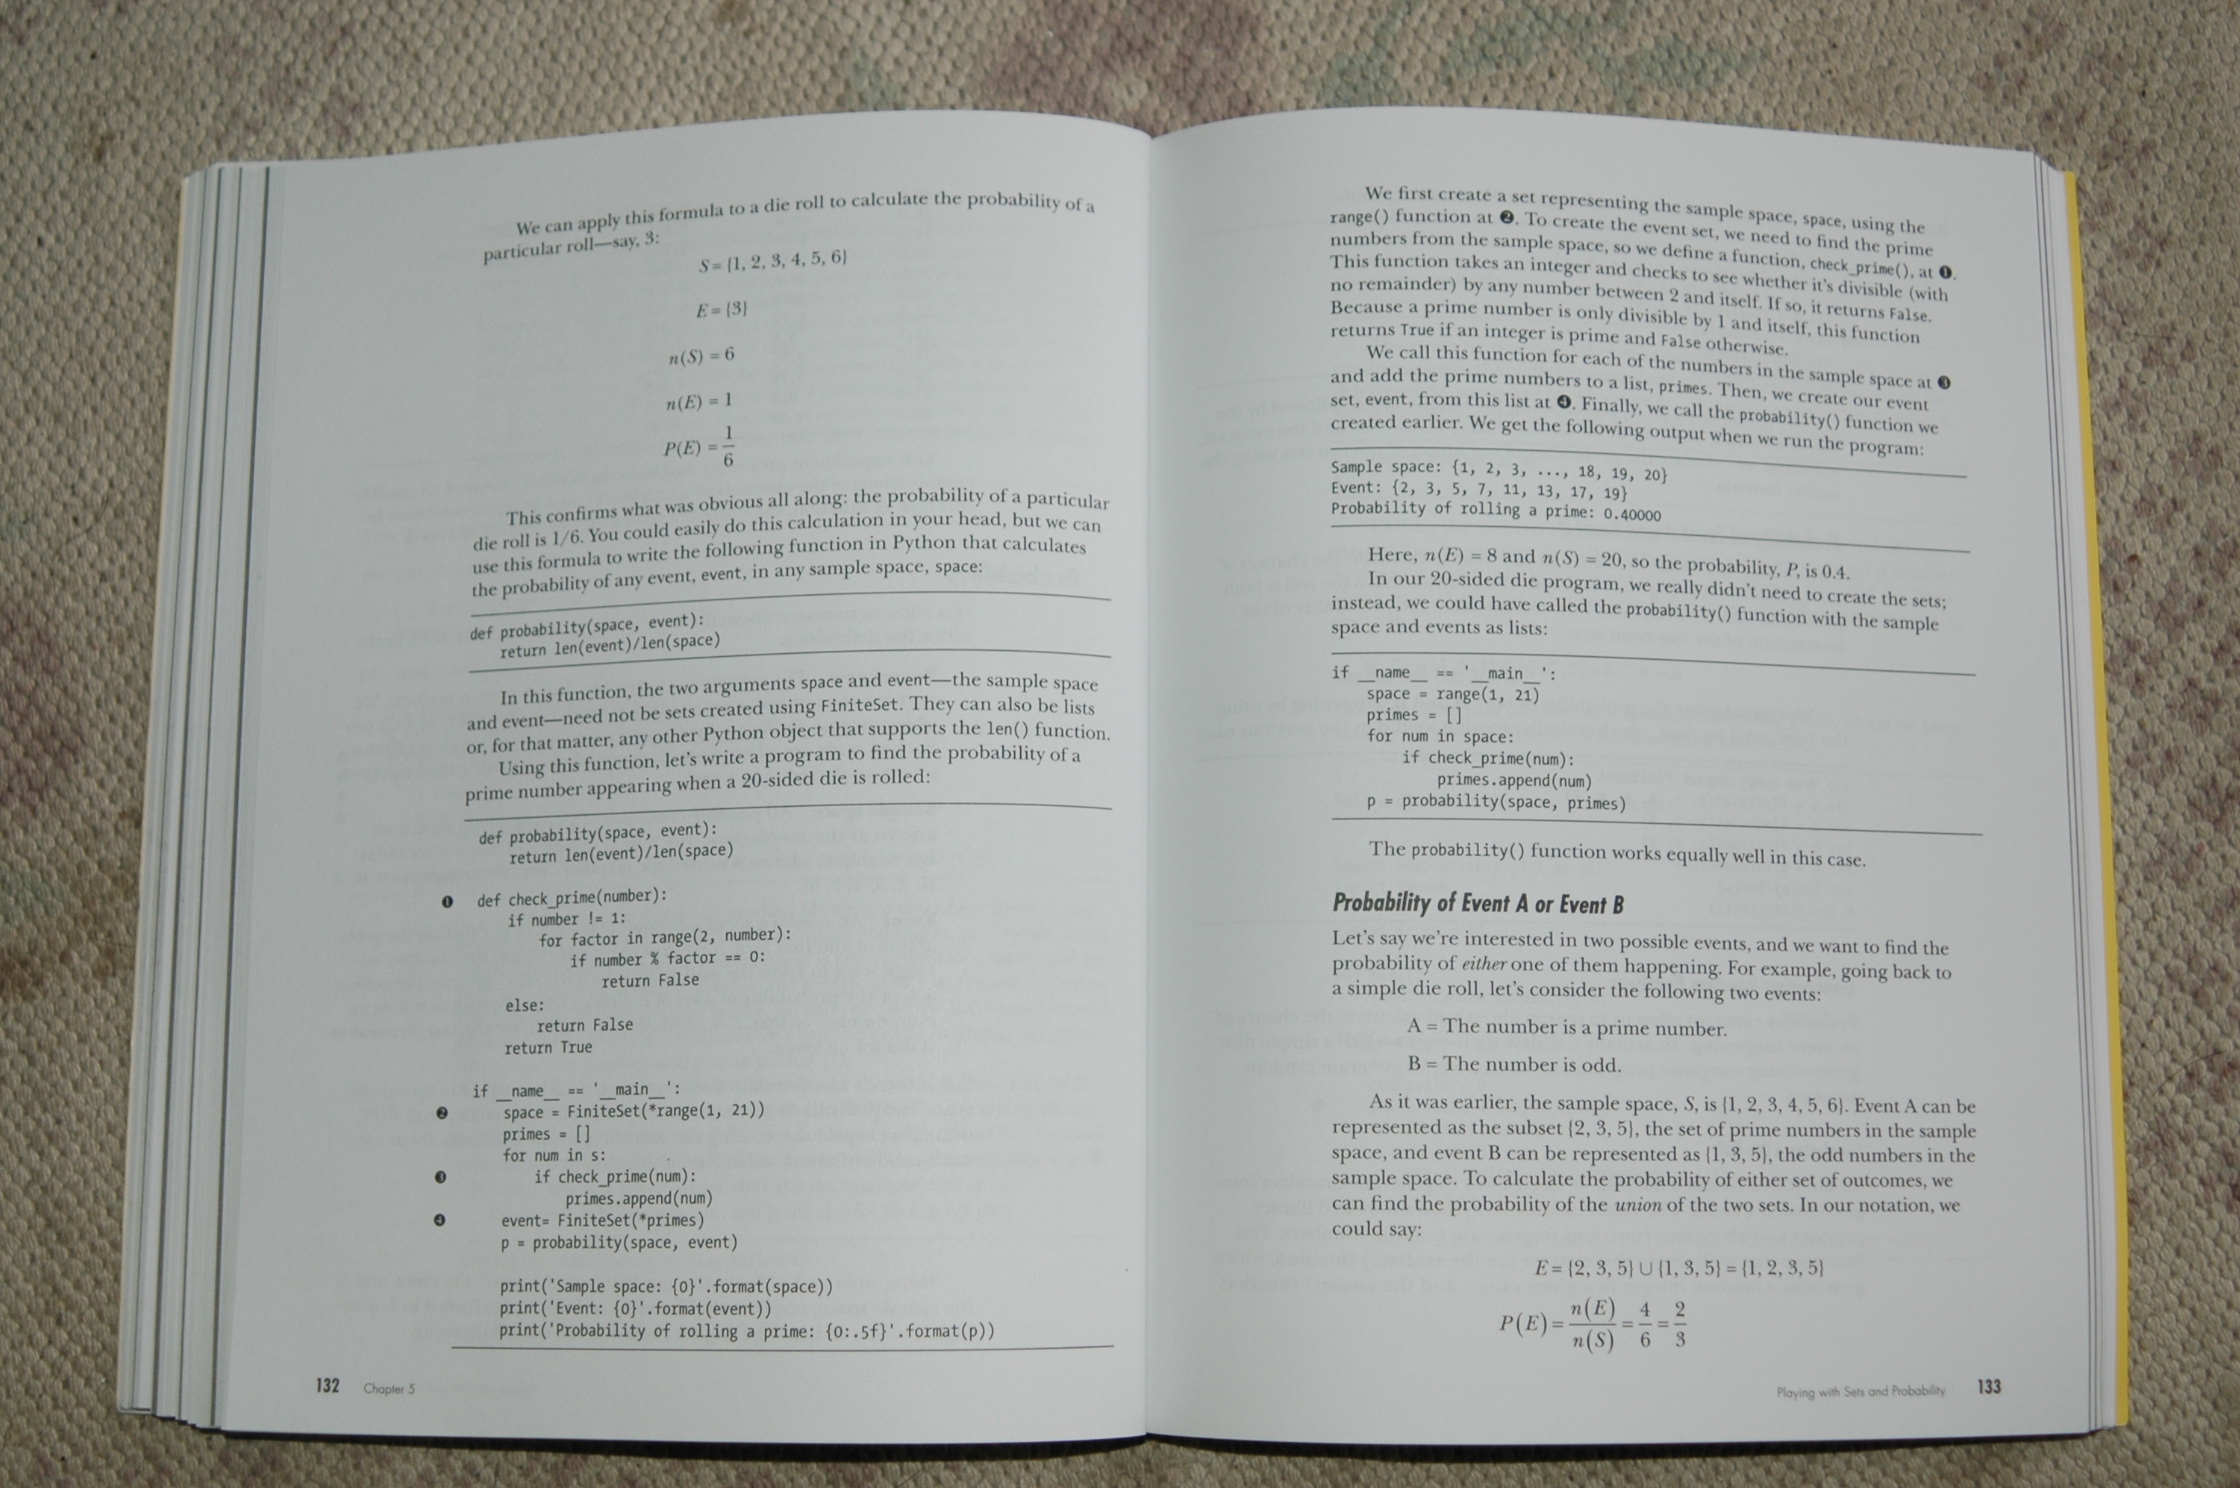 We can apply this formula to a die roll to calculate the probability of a
particular roll—say, 3:
S = {1, 2, 3, 4, 5, 6}
E = {3}
n(S) = 6
n(E) = 1
P(E) = 1/6
This confirms what was obvious all along: the probability of a particular
die roll is 1/6. You could easily do this calculation in your head, but we can
use this formula to write the following function in Python that calculates
the probability of any event, event, in any sample space, space:
def probability(space, event):
    return len(event)/len(space)
In this function, the two arguments space and event—the sample space
and event—need not be sets created using FiniteSet. They can also be lists
or, for that matter, any other Python object that supports the len() function.
Using this function, let's write a program to find the probability of a
prime number appearing when a 20-sided die is rolled:
def probability(space, event):
    return len(event)/len(space)
❶ def check_prime(number):
    if number != 1:
        for factor in range(2, number):
            if number % factor == 0:
                return False
    else:
        return False
    return True
if __name__ == '__main__':
❷     space = FiniteSet(*range(1, 21))
    primes = []
    for num in s:
❸         if check_prime(num):
            primes.append(num)
❹     event= FiniteSet(*primes)
    p = probability(space, event)
    print('Sample space: {0}'.format(space))
    print('Event: {0}'.format(event))
    print('Probability of rolling a prime: {0:.5f}'.format(p))
132 Chapter 5
We first create a set representing the sample space, space, using the
range() function at ❷. To create the event set, we need to find the prime
numbers from the sample space, so we define a function, check_prime(), at ❶.
This function takes an integer and checks to see whether it's divisible (with
no remainder) by any number between 2 and itself. If so, it returns False.
Because a prime number is only divisible by 1 and itself, this function
returns True if an integer is prime and False otherwise.
We call this function for each of the numbers in the sample space at ❸
and add the prime numbers to a list, primes. Then, we create our event
set, event, from this list at ❹. Finally, we call the probability() function we
created earlier. We get the following output when we run the program:
Sample space: {1, 2, 3, ..., 18, 19, 20}
Event: {2, 3, 5, 7, 11, 13, 17, 19}
Probability of rolling a prime: 0.40000
Here, n(E) = 8 and n(S) = 20, so the probability, P, is 0.4.
In our 20-sided die program, we really didn't need to create the sets;
instead, we could have called the probability() function with the sample
space and events as lists:
if __name__ == '__main__':
    space = range(1, 21)
    primes = []
    for num in space:
        if check_prime(num):
            primes.append(num)
    p = probability(space, primes)
The probability() function works equally well in this case.
Probability of Event A or Event B
Let's say we're interested in two possible events, and we want to find the
probability of either one of them happening. For example, going back to
a simple die roll, let's consider the following two events:
A = The number is a prime number.
B = The number is odd.
As it was earlier, the sample space, S, is {1, 2, 3, 4, 5, 6}. Event A can be
represented as the subset {2, 3, 5}, the set of prime numbers in the sample
space, and event B can be represented as {1, 3, 5}, the odd numbers in the
sample space. To calculate the probability of either set of outcomes, we
can find the probability of the union of the two sets. In our notation, we
could say:
E = {2, 3, 5} ∪ {1, 3, 5} = {1, 2, 3, 5}
P(E) = n(E)/n(S) = 4/6 = 2/3
Playing with Sets and Probability 133